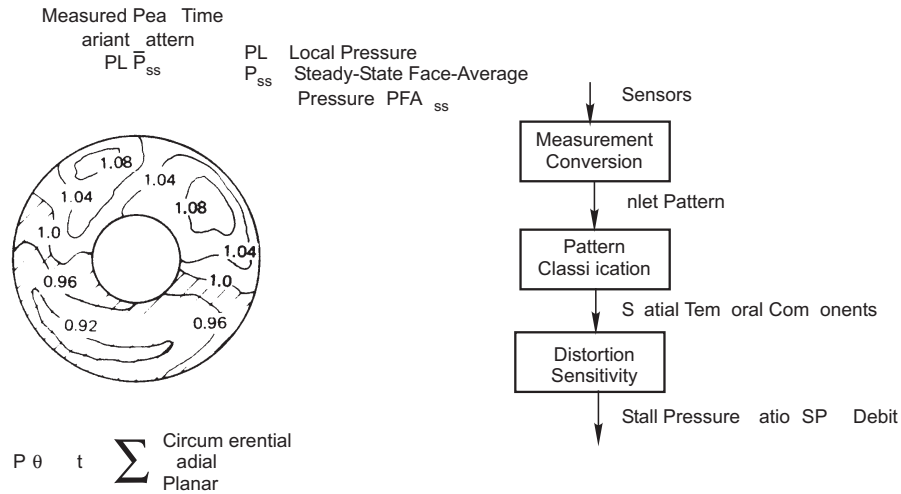 Measured Pea Time
ariant attern
PL P̅ss
PL Local Pressure
Pss Steady-State Face-Average
Pressure PFA ss
1.08
1.04
1.04
1.08
1.0
1.04
0.96
1.0
0.92
0.96
P θ t ∑ Circum erential
adial
Planar
Sensors
Measurement
Conversion
nlet Pattern
Pattern
Classi ication
S atial Tem oral Com onents
Distortion
Sensitivity
Stall Pressure atio SP Debit